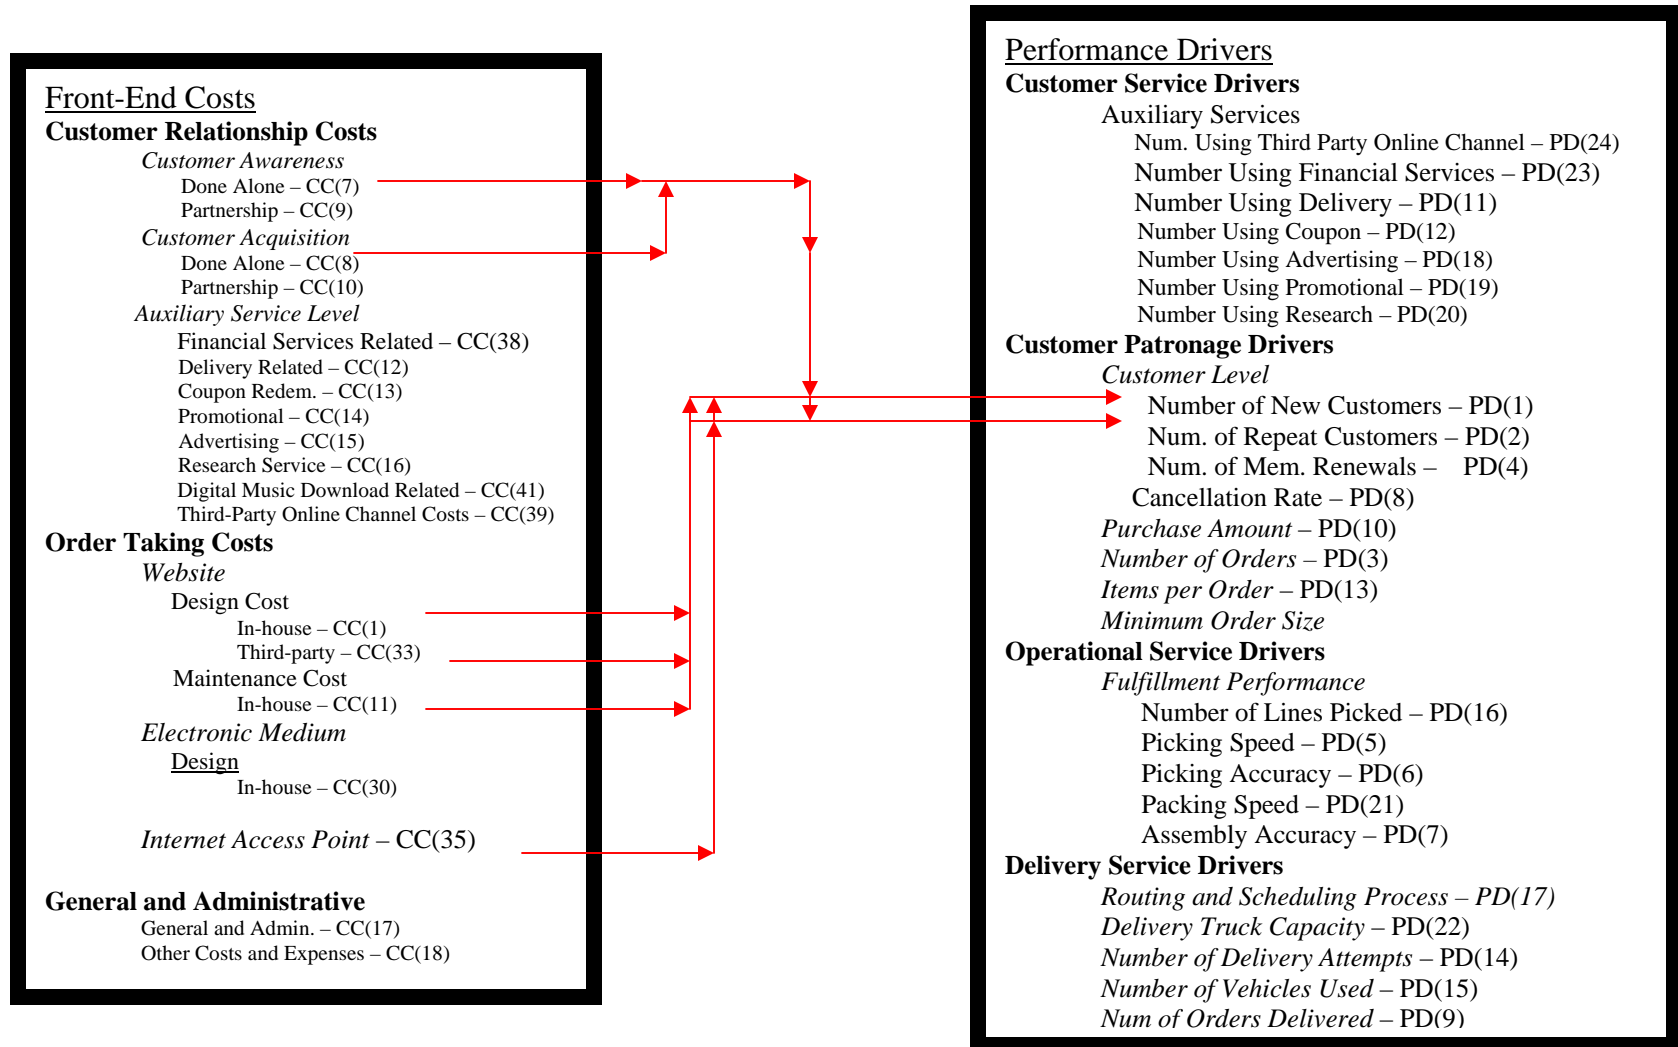 Front-End Costs
Customer Relationship Costs
Customer Awareness
Done Alone – CC(7)
Partnership – CC(9)
Customer Acquisition
Done Alone – CC(8)
Partnership – CC(10)
Auxiliary Service Level
Financial Services Related – CC(38)
Delivery Related – CC(12)
Coupon Redem. – CC(13)
Promotional – CC(14)
Advertising – CC(15)
Research Service – CC(16)
Digital Music Download Related – CC(41)
Third-Party Online Channel Costs – CC(39)
Order Taking Costs
Website
Design Cost
In-house – CC(1)
Third-party – CC(33)
Maintenance Cost
In-house – CC(11)
Electronic Medium
Design
In-house – CC(30)
Internet Access Point – CC(35)
General and Administrative
General and Admin. – CC(17)
Other Costs and Expenses – CC(18)
Performance Drivers
Customer Service Drivers
Auxiliary Services
Num. Using Third Party Online Channel – PD(24)
Number Using Financial Services – PD(23)
Number Using Delivery – PD(11)
Number Using Coupon – PD(12)
Number Using Advertising – PD(18)
Number Using Promotional – PD(19)
Number Using Research – PD(20)
Customer Patronage Drivers
Customer Level
Number of New Customers – PD(1)
Num. of Repeat Customers – PD(2)
Num. of Mem. Renewals – PD(4)
Cancellation Rate – PD(8)
Purchase Amount – PD(10)
Number of Orders – PD(3)
Items per Order – PD(13)
Minimum Order Size
Operational Service Drivers
Fulfillment Performance
Number of Lines Picked – PD(16)
Picking Speed – PD(5)
Picking Accuracy – PD(6)
Packing Speed – PD(21)
Assembly Accuracy – PD(7)
Delivery Service Drivers
Routing and Scheduling Process – PD(17)
Delivery Truck Capacity – PD(22)
Number of Delivery Attempts – PD(14)
Number of Vehicles Used – PD(15)
Num of Orders Delivered – PD(9)